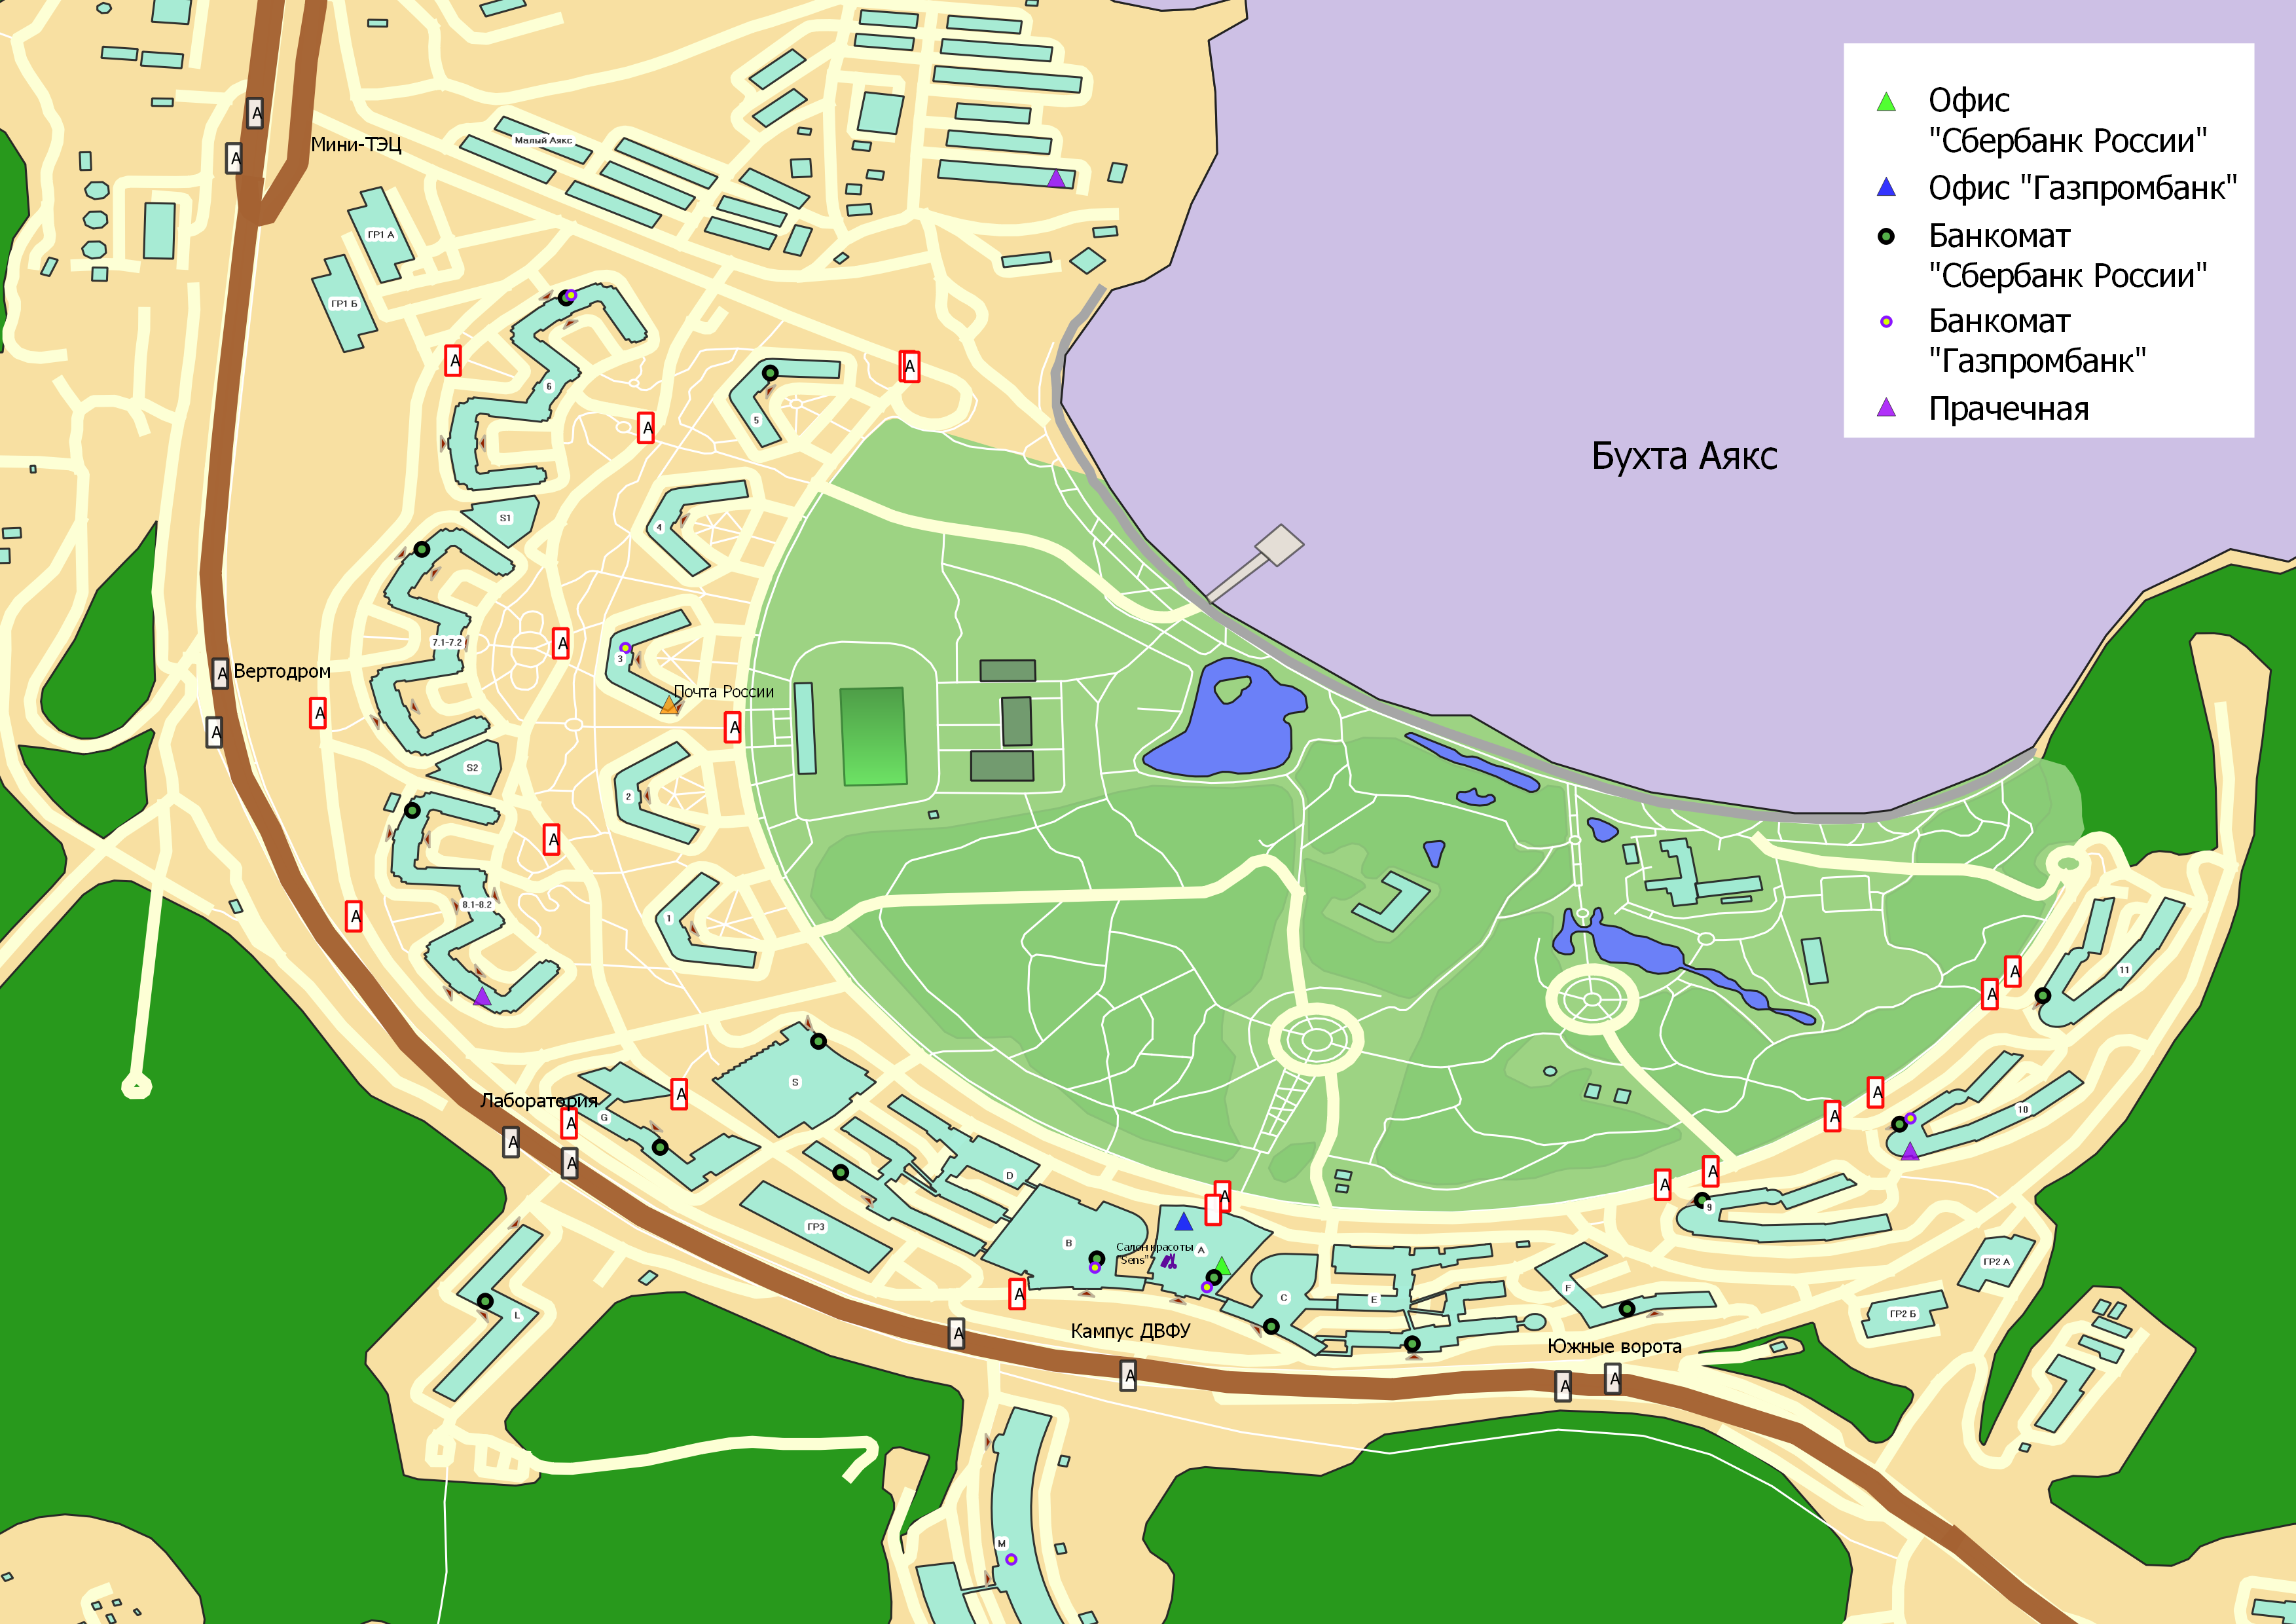 Офис
"Сбербанк России"
Офис "Газпромбанк"
Банкомат
"Сбербанк России"
Банкомат
"Газпромбанк"
Прачечная
A
A
Мини-ТЭЦ
Малый Аякс
ГР1 А
ГР1 Б
A
6
A
5
A
Бухта Аякс
S1
4
7.1-7.2
A
3
Вертодром
A
Почта России
A
A
A
S2
2
A
8.1-8.2
A
1
11
A
A
S
A
Лаборатория
G
A
A
A
10
A
A
D
A
A
9
ГР3
A
B
Салон красоты
"Sens"
A
ГР2 А
A
C
E
F
ГР2 Б
L
Кампус ДВФУ
A
Южные ворота
A
A
A
M